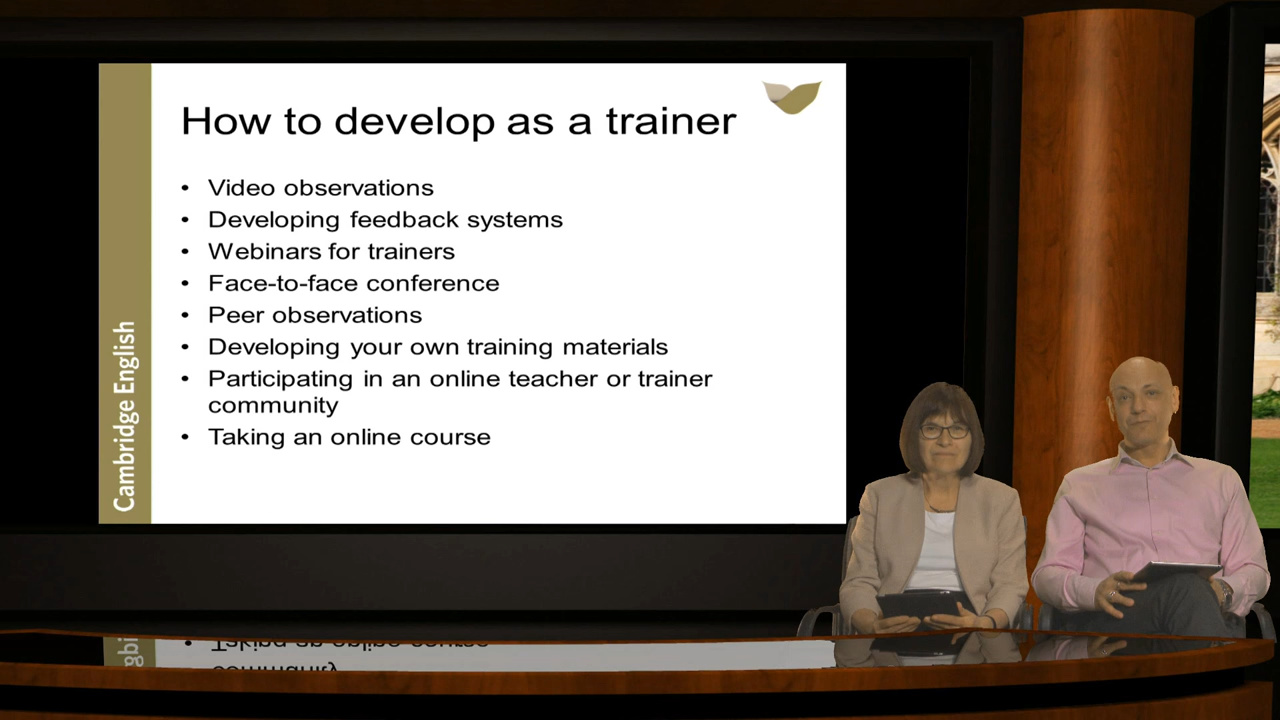 How to develop as a trainer
• Video observations
• Developing feedback systems
• Webinars for trainers
• Face-to-face conference
• Peer observations
• Developing your own training materials
• Participating in an online teacher or trainer
community
• Taking an online course
Cambridge English